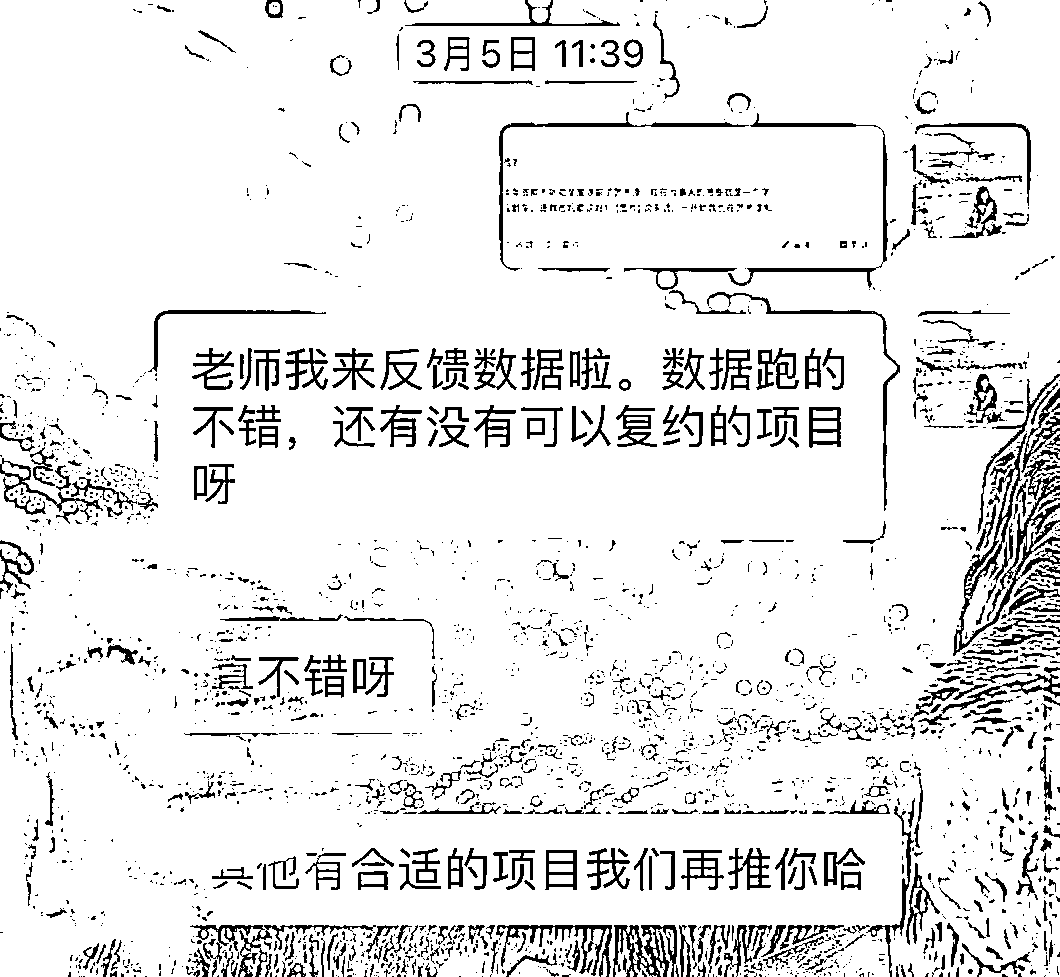 3月5日 11:39
老师我来反馈数据啦。数据跑的
不错，还有没有可以复约的项目
呀
真不错呀
其他有合适的项目我们再推你哈